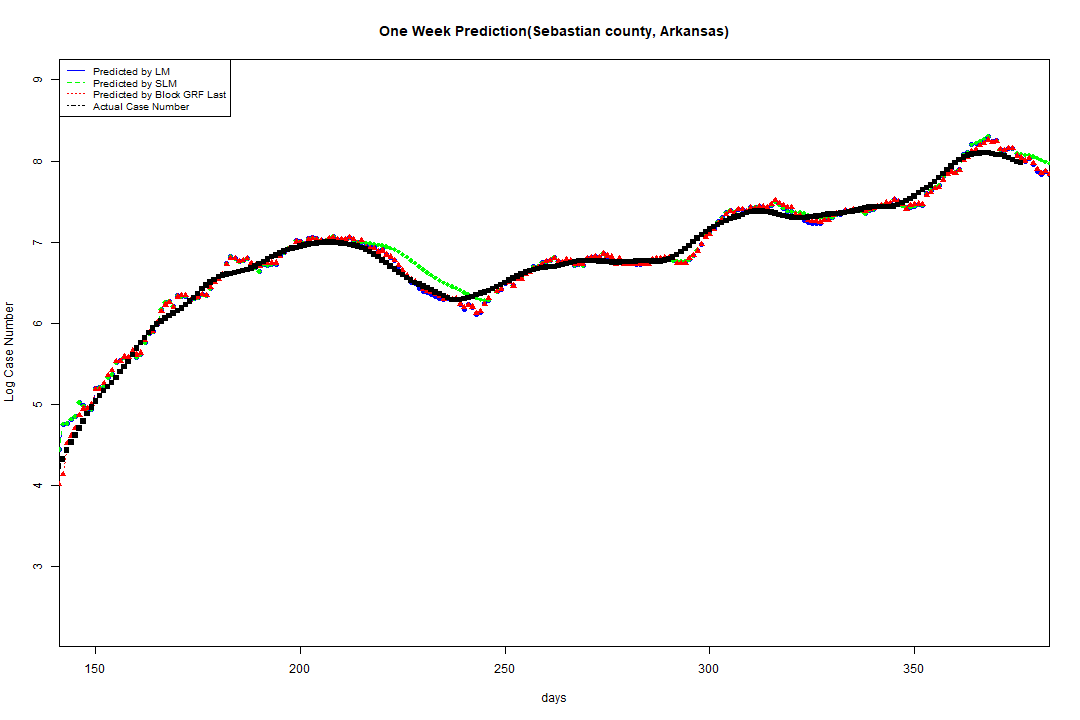 One Week Prediction(Sebastian county, Arkansas)
Predicted by LM
Predicted by SLM
Predicted by Block GRF Last
Actual Case Number
Log Case Number
9
8
7
6
5
4
3
150 200 250 300 350
days